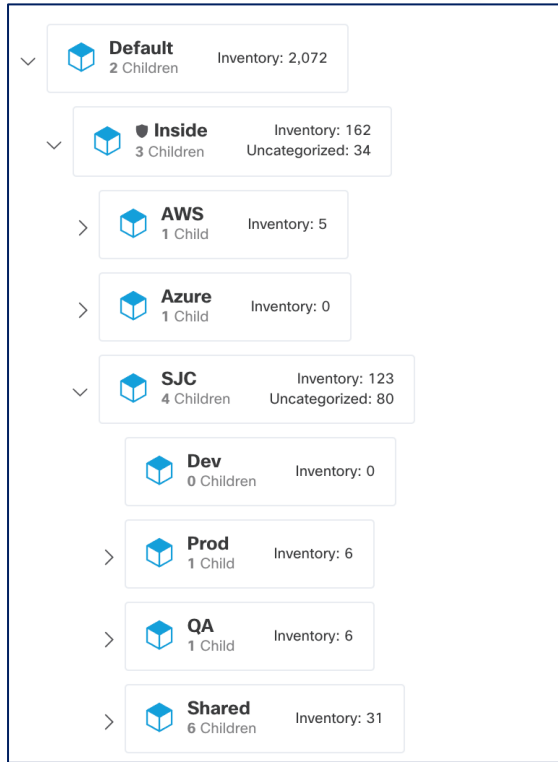 Default
2 Children
Inventory: 2,072
Inside
3 Children
Inventory: 162
Uncategorized: 34
AWS
1 Child
Inventory: 5
Azure
1 Child
Inventory: 0
SJC
4 Children
Inventory: 123
Uncategorized: 80
Dev
0 Children
Inventory: 0
Prod
1 Child
Inventory: 6
QA
1 Child
Inventory: 6
Shared
6 Children
Inventory: 31